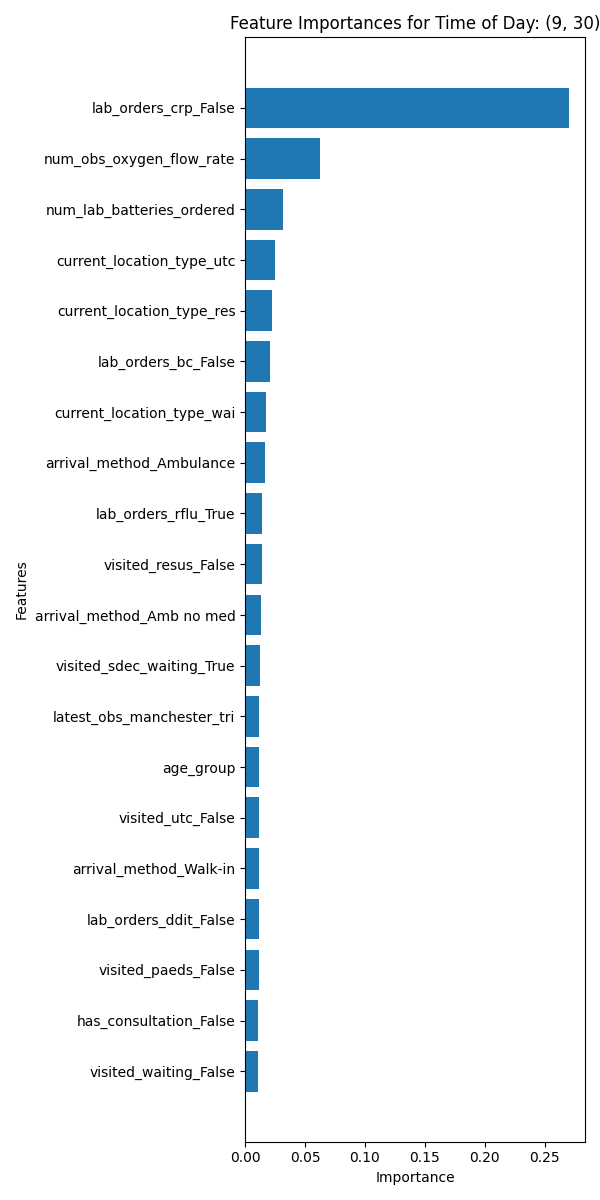 Feature Importances for Time of Day: (9, 30)
lab_orders_crp_False
num_obs_oxygen_flow_rate
num_lab_batteries_ordered
current_location_type_utc
current_location_type_res
lab_orders_bc_False
current_location_type_wai
arrival_method_Ambulance
lab_orders_rflu_True
visited_resus_False
arrival_method_Amb no med
visited_sdec_waiting_True
latest_obs_manchester_tri
age_group
visited_utc_False
arrival_method_Walk-in
lab_orders_ddit_False
visited_paeds_False
has_consultation_False
visited_waiting_False
Features
0.00 0.05 0.10 0.15 0.20 0.25
Importance